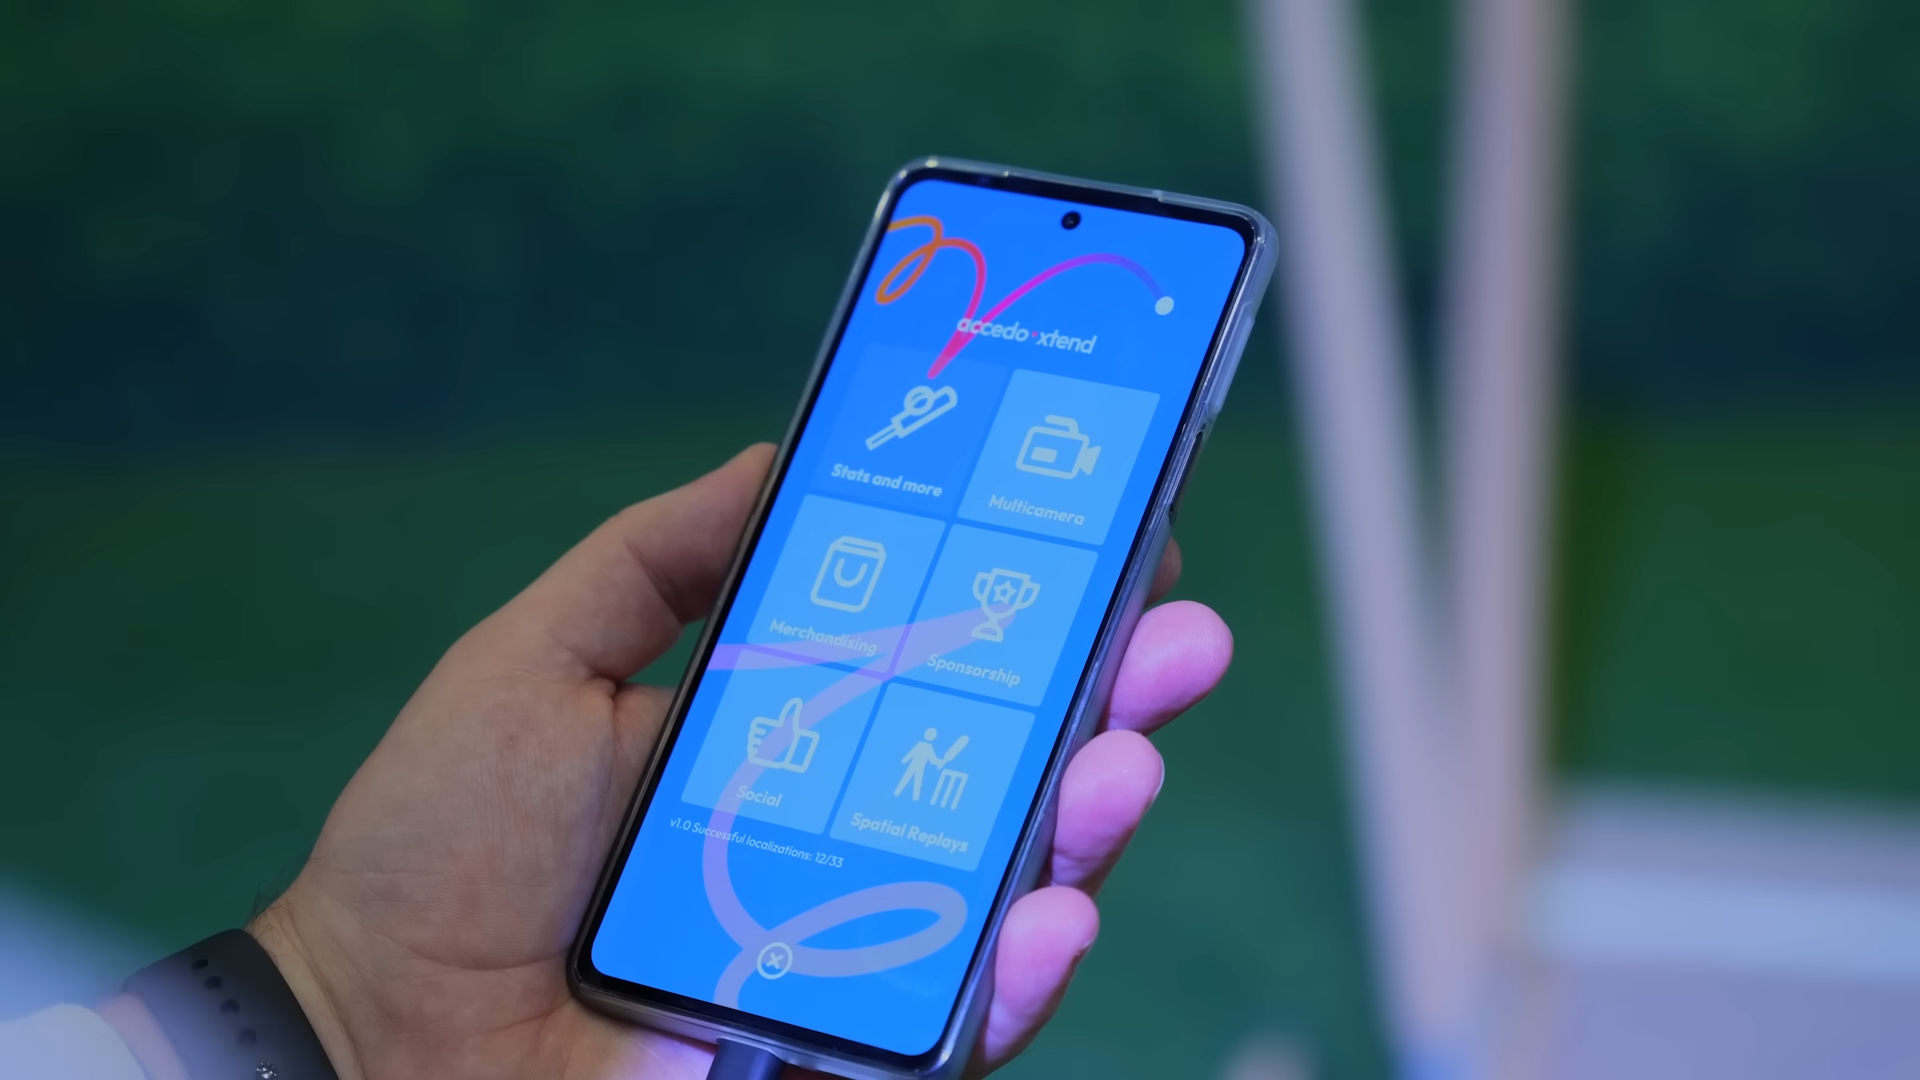 accedo·xtend
Stats and more
Multicamera
Merchandising
Sponsorship
Social
Spatial Replays
v1.0 Successful localizations: 12/33